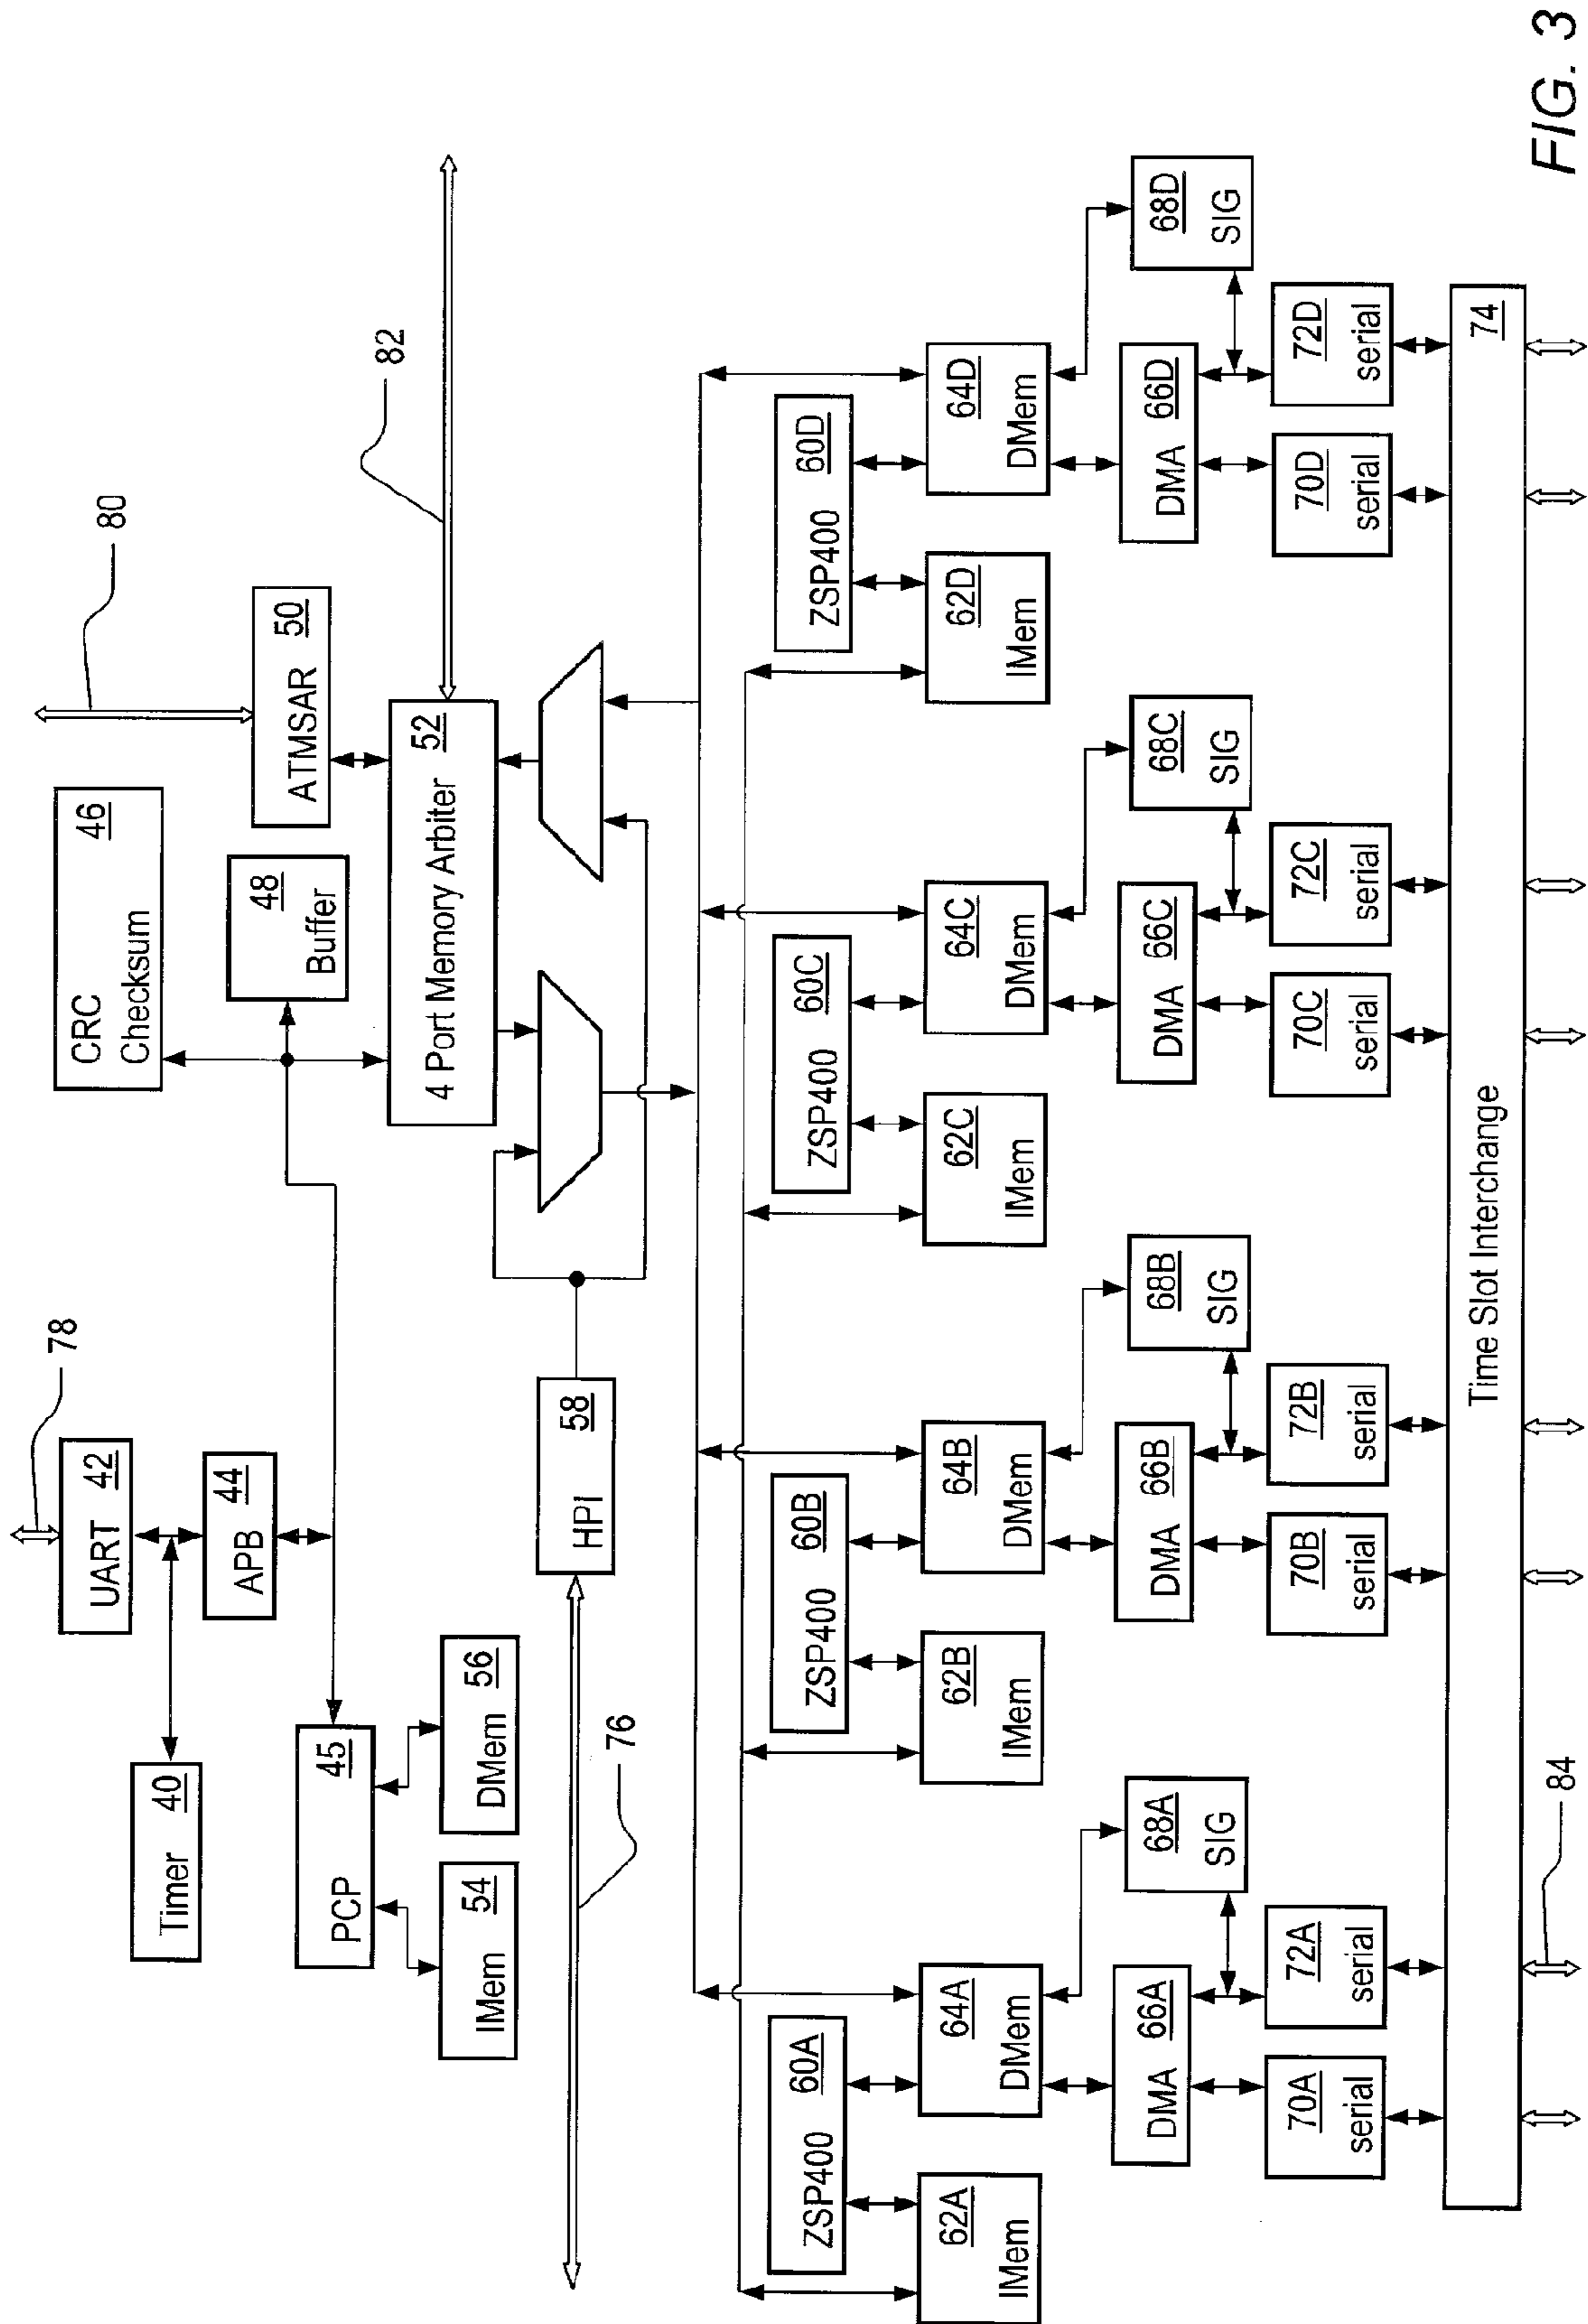 78
80
UART 42
CRC 46
Checksum
Timer 40
APB 44
48
Buffer
ATMSAR 50
82
PCP 45
4 Port Memory Arbiter 52
IMem 54
DMem 56
HPI 58
76
ZSP400 60A
ZSP400 60B
ZSP400 60C
ZSP400 60D
62A
IMem
64A
DMem
62B
IMem
64B
DMem
62C
IMem
64C
DMem
62D
IMem
64D
DMem
DMA 66A
68A
SIG
DMA 66B
68B
SIG
DMA 66C
68C
SIG
DMA 66D
68D
SIG
70A
serial
72A
serial
70B
serial
72B
serial
70C
serial
72C
serial
70D
serial
72D
serial
Time Slot Interchange 74
84
FIG. 3